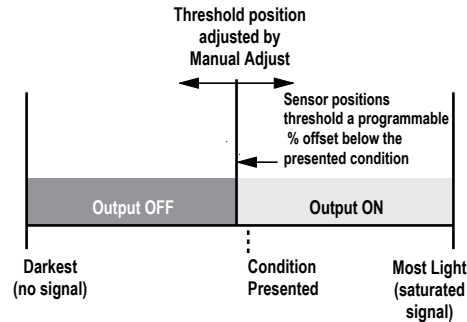 Threshold position
adjusted by
Manual Adjust
Sensor positions
threshold a programmable
% offset below the
presented condition
Output OFF
Output ON
Darkest
(no signal)
Condition
Presented
Most Light
(saturated
signal)